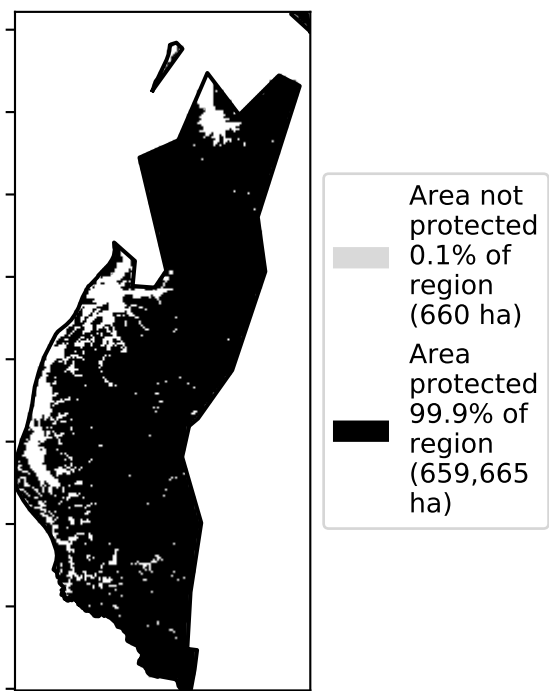 Area not
protected
0.1% of
region
(660 ha)
Area
protected
99.9% of
region
(659,665
ha)